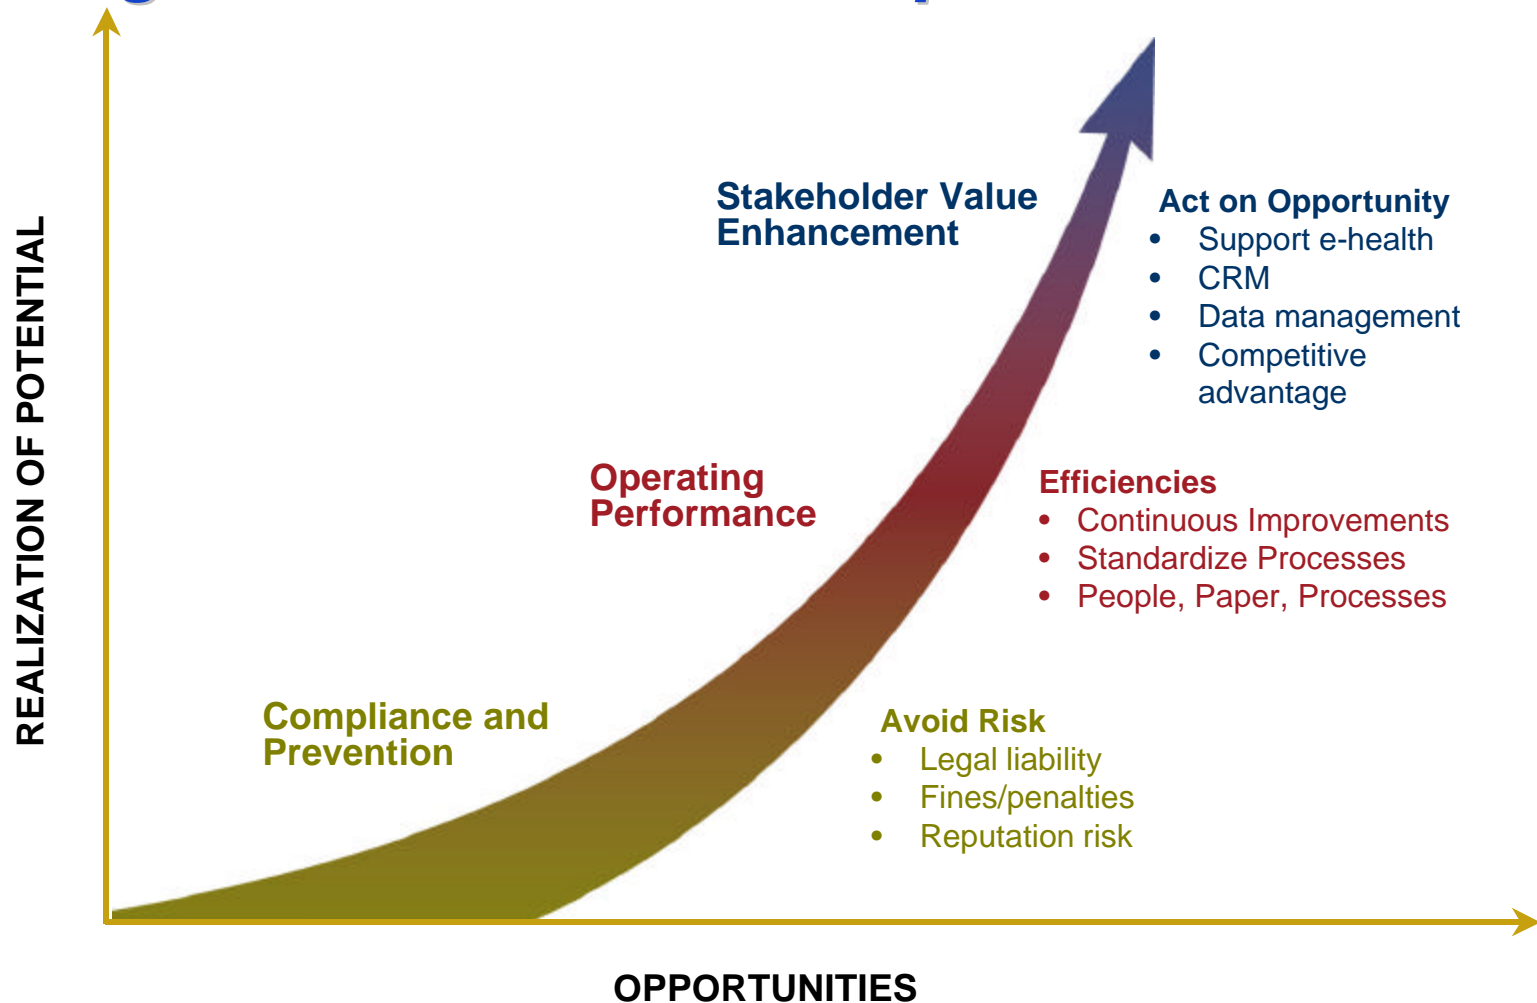 REALIZATION OF POTENTIAL
Stakeholder Value
Enhancement
Act on Opportunity
• Support e-health
• CRM
• Data management
• Competitive
advantage
Operating
Performance
Efficiencies
• Continuous Improvements
• Standardize Processes
• People, Paper, Processes
Compliance and
Prevention
Avoid Risk
• Legal liability
• Fines/penalties
• Reputation risk
OPPORTUNITIES